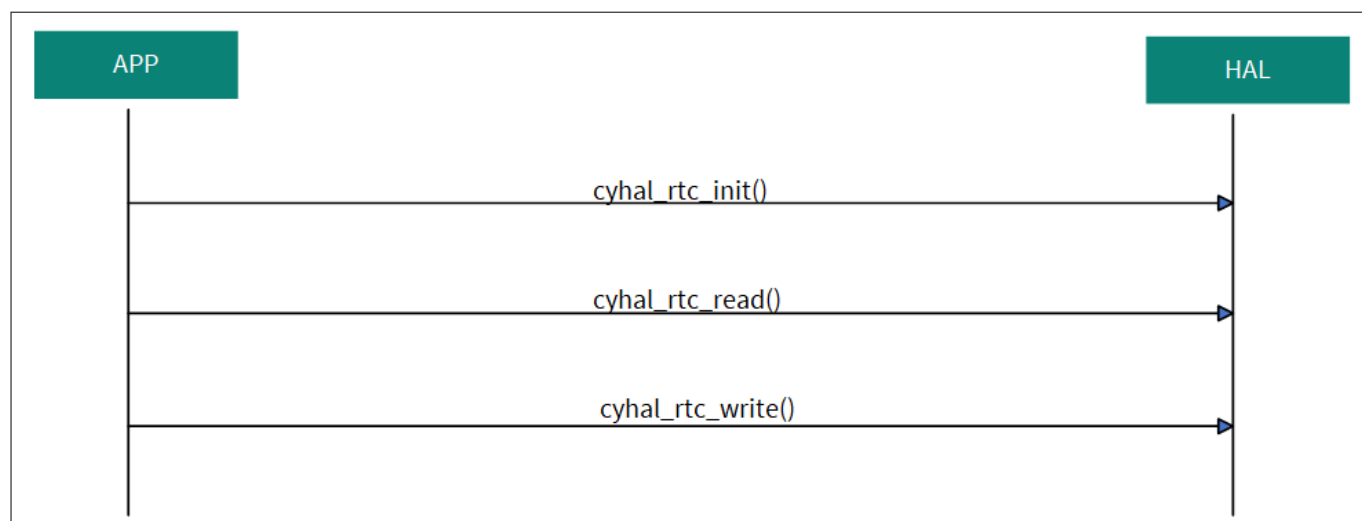 APP
HAL
cyhal_rtc_init()
cyhal_rtc_read()
cyhal_rtc_write()